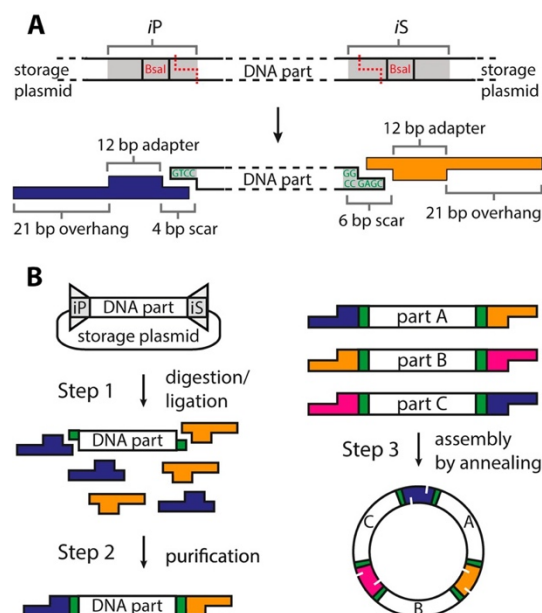 A
iP
iS
storage
plasmid
BsaI
DNA part
BsaI
storage
plasmid
12 bp adapter
12 bp adapter
GTCC
DNA part
GG
CC GAGC
21 bp overhang
4 bp scar
6 bp scar
21 bp overhang
B
iP
DNA part
iS
storage plasmid
Step 1
digestion/
ligation
DNA part
Step 2
purification
DNA part
part A
part B
part C
Step 3
assembly
by annealing
C
A
B